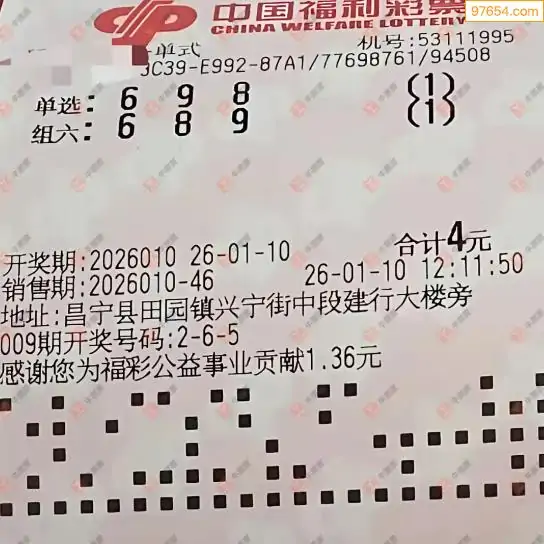 97654.com
中国福利彩票
CHINA WELFARE LOTTERY
单式 机号:53111995
3C39-E992-87A1/77698761/94508
单选: 6 9 8 (1)
组六: 6 8 9 (1)
合计4元
开奖期:2026010 26-01-10
销售期:2026010-46 26-01-10 12:11:50
地址:昌宁县田园镇兴宁街中段建行大楼旁
009期开奖号码:2-6-5
感谢您为福彩公益事业贡献1.36元